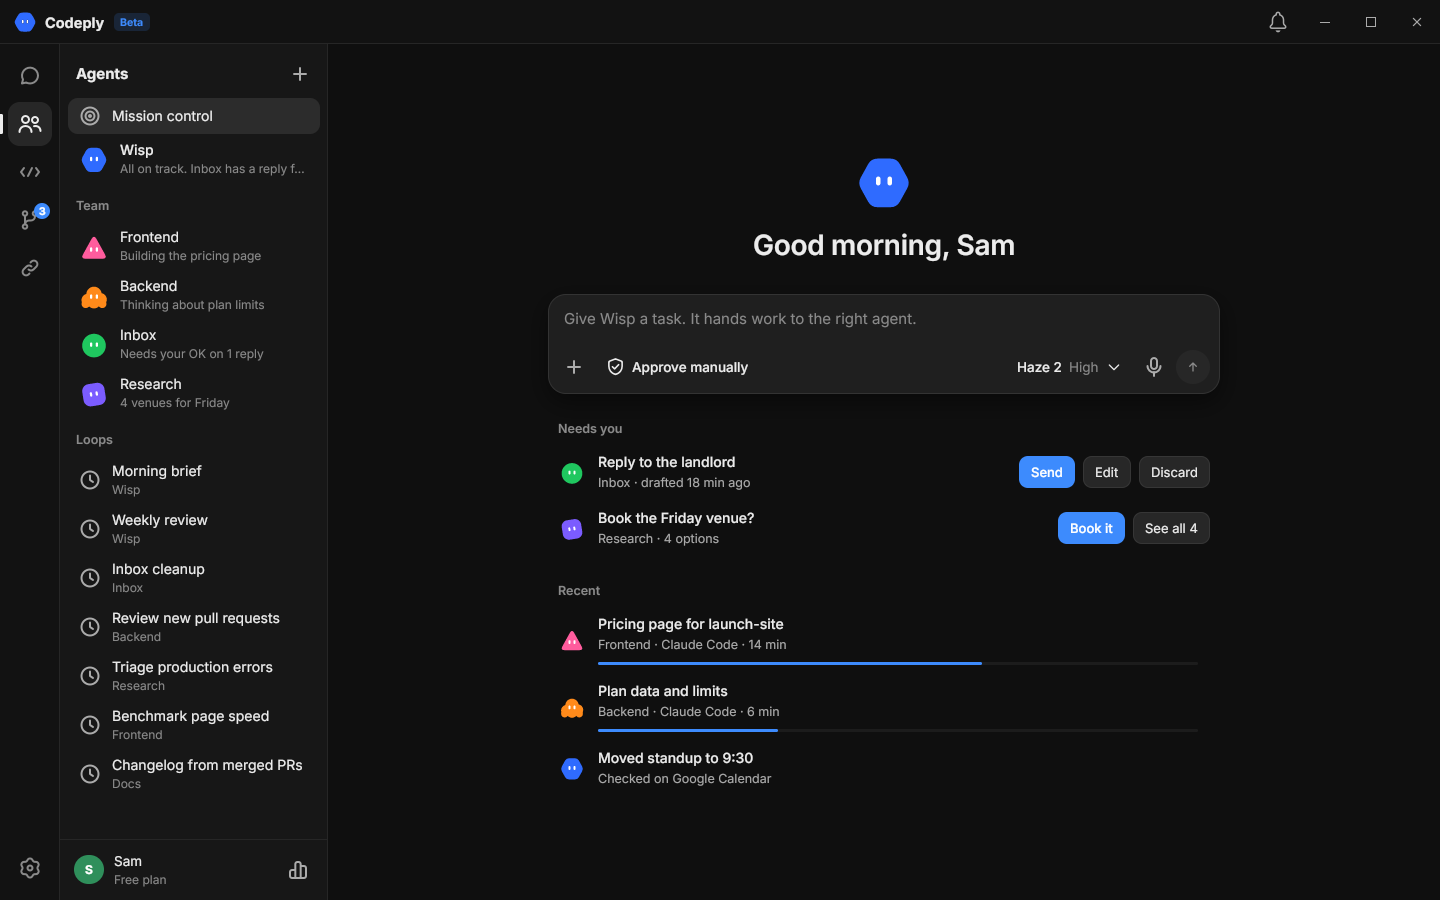 Codeply Beta
Agents
Mission control
Wisp
All on track. Inbox has a reply f...
Team
Frontend
Building the pricing page
Backend
Thinking about plan limits
Inbox
Needs your OK on 1 reply
Research
4 venues for Friday
Loops
Morning brief
Wisp
Weekly review
Wisp
Inbox cleanup
Inbox
Review new pull requests
Backend
Triage production errors
Research
Benchmark page speed
Frontend
Changelog from merged PRs
Docs
S
Sam
Free plan
3
Good morning, Sam
Give Wisp a task. It hands work to the right agent.
Approve manually
Haze 2 High
Needs you
Reply to the landlord
Inbox · drafted 18 min ago
Send Edit Discard
Book the Friday venue?
Research · 4 options
Book it See all 4
Recent
Pricing page for launch-site
Frontend · Claude Code · 14 min
Plan data and limits
Backend · Claude Code · 6 min
Moved standup to 9:30
Checked on Google Calendar